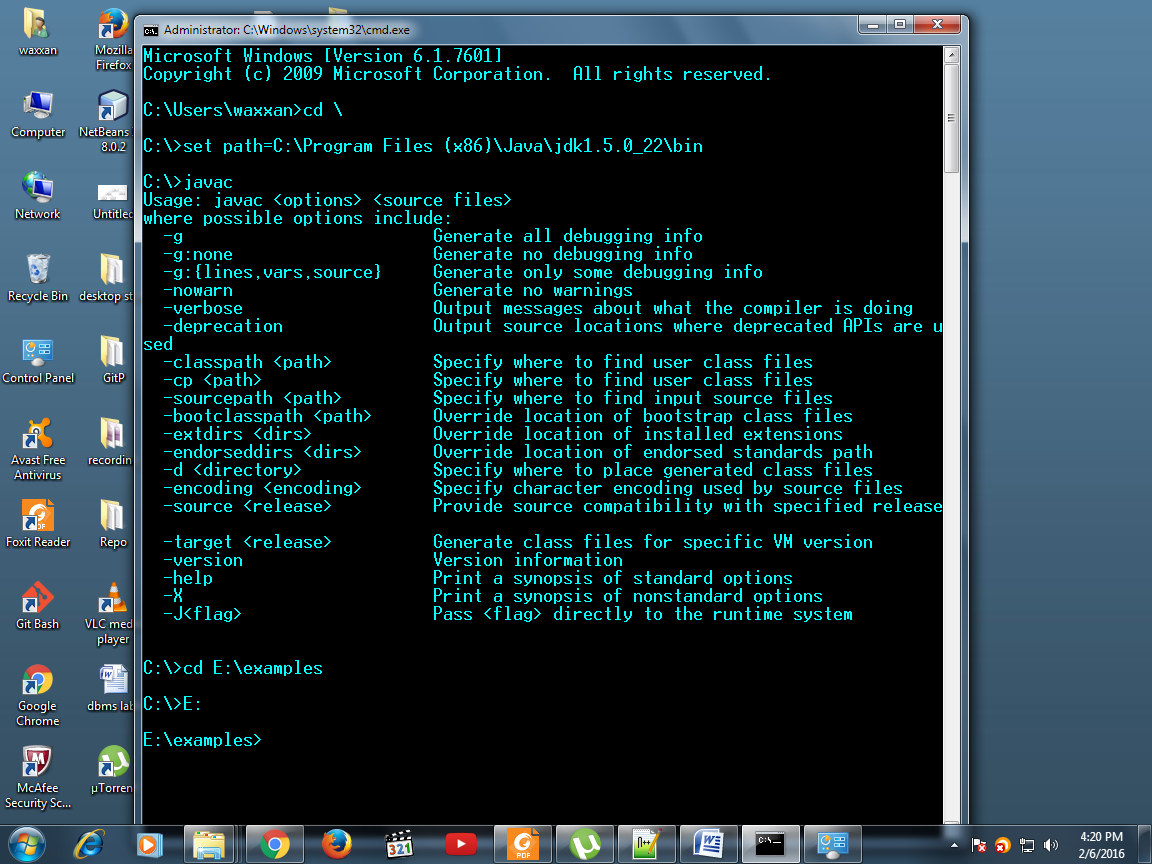 Administrator: C:\Windows\system32\cmd.exe
Microsoft Windows [Version 6.1.7601]
Copyright (c) 2009 Microsoft Corporation.  All rights reserved.
C:\Users\waxxan>cd \
C:\>set path=C:\Program Files (x86)\Java\jdk1.5.0_22\bin
C:\>javac
Usage: javac <options> <source files>
where possible options include:
  -g                         Generate all debugging info
  -g:none                    Generate no debugging info
  -g:{lines,vars,source}     Generate only some debugging info
  -nowarn                    Generate no warnings
  -verbose                   Output messages about what the compiler is doing
  -deprecation               Output source locations where deprecated APIs are u
sed
  -classpath <path>          Specify where to find user class files
  -cp <path>                 Specify where to find user class files
  -sourcepath <path>         Specify where to find input source files
  -bootclasspath <path>      Override location of bootstrap class files
  -extdirs <dirs>            Override location of installed extensions
  -endorseddirs <dirs>       Override location of endorsed standards path
  -d <directory>             Specify where to place generated class files
  -encoding <encoding>       Specify character encoding used by source files
  -source <release>          Provide source compatibility with specified release
  -target <release>          Generate class files for specific VM version
  -version                   Version information
  -help                      Print a synopsis of standard options
  -X                         Print a synopsis of nonstandard options
  -J<flag>                   Pass <flag> directly to the runtime system
C:\>cd E:\examples
C:\>E:
E:\examples>
waxxan
Mozilla
Firefox
Computer
NetBeans
8.0.2
Network
Untitled
Recycle Bin
desktop st
Control Panel
GitP
Avast Free
Antivirus
recordin
Foxit Reader
Repo
Git Bash
VLC med
player
Google
Chrome
dbms lab
McAfee
Security Sc...
µTorren
321
PDF
4:20 PM
2/6/2016